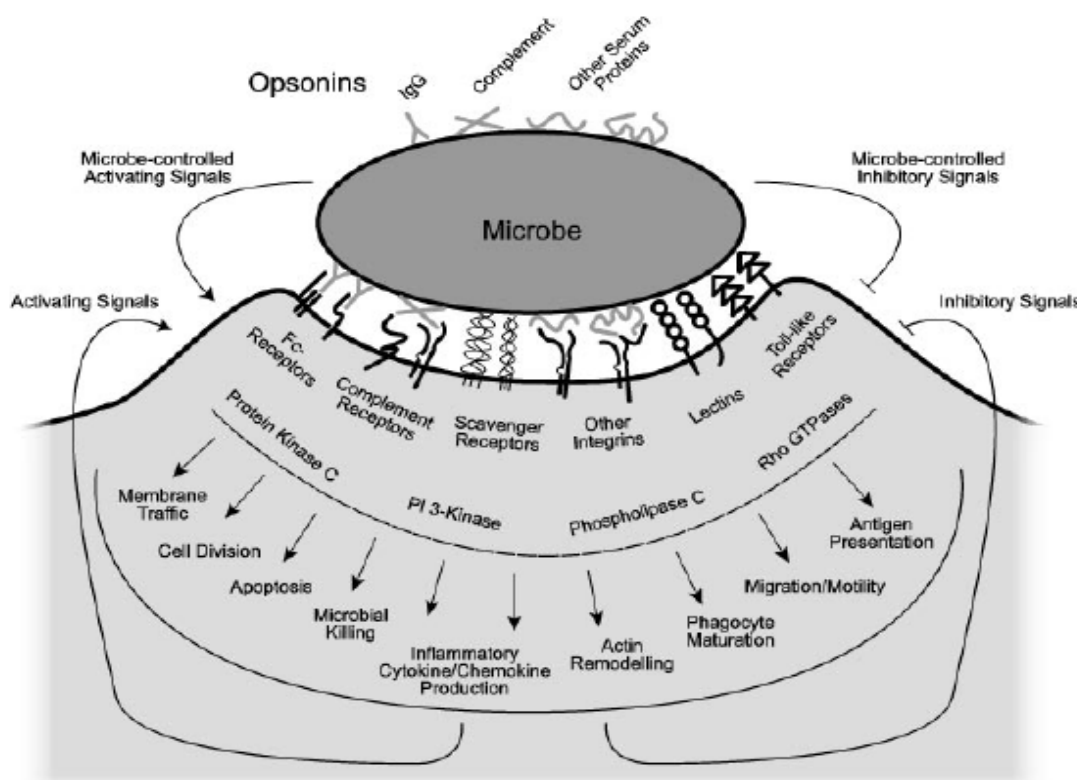 Opsonins
IgG
Complement
Other Serum
Proteins
Microbe-controlled
Activating Signals
Microbe-controlled
Inhibitory Signals
Microbe
Activating Signals
Inhibitory Signals
Fc-
Receptors
Complement
Receptors
Scavenger
Receptors
Other
Integrins
Lectins
Toll-like
Receptors
Protein Kinase C
PI 3-Kinase
Phospholipase C
Rho GTPases
Membrane
Traffic
Cell Division
Apoptosis
Microbial
Killing
Inflammatory
Cytokine/Chemokine
Production
Actin
Remodelling
Phagocyte
Maturation
Migration/Motility
Antigen
Presentation